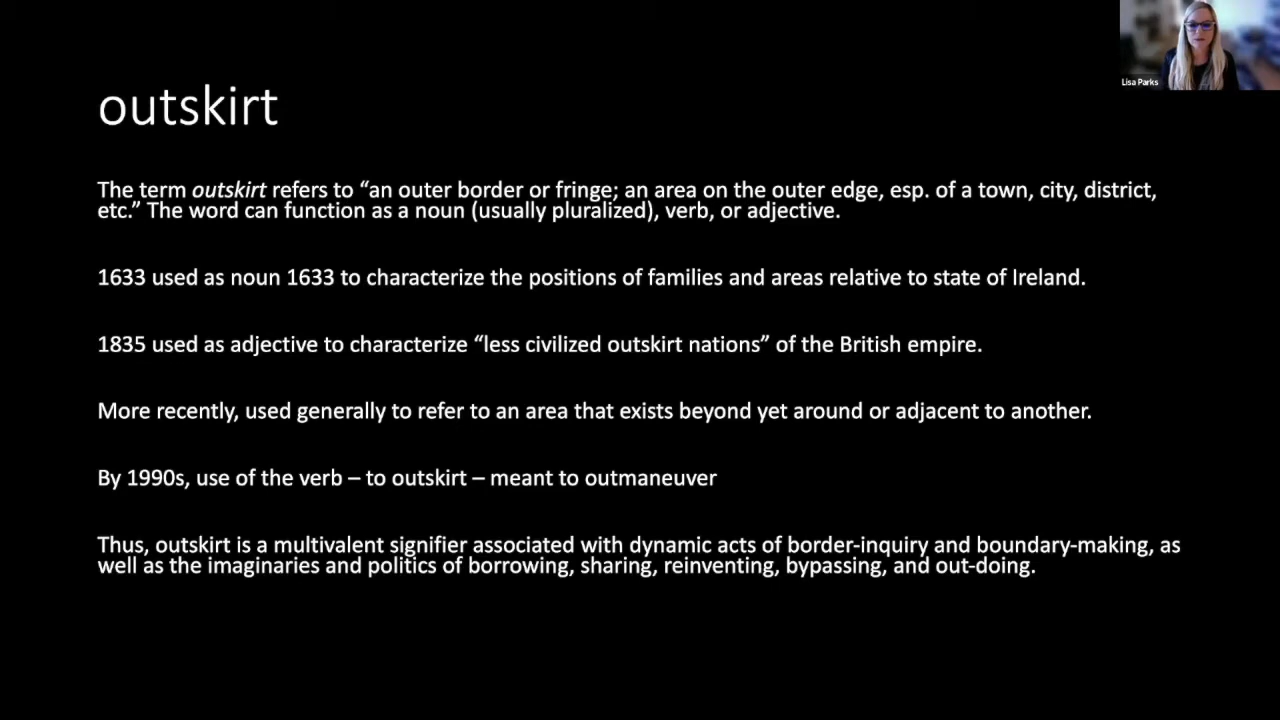 Lisa Parks
outskirt
The term outskirt refers to “an outer border or fringe; an area on the outer edge, esp. of a town, city, district,
etc.” The word can function as a noun (usually pluralized), verb, or adjective.
1633 used as noun 1633 to characterize the positions of families and areas relative to state of Ireland.
1835 used as adjective to characterize “less civilized outskirt nations” of the British empire.
More recently, used generally to refer to an area that exists beyond yet around or adjacent to another.
By 1990s, use of the verb – to outskirt – meant to outmaneuver
Thus, outskirt is a multivalent signifier associated with dynamic acts of border-inquiry and boundary-making, as
well as the imaginaries and politics of borrowing, sharing, reinventing, bypassing, and out-doing.